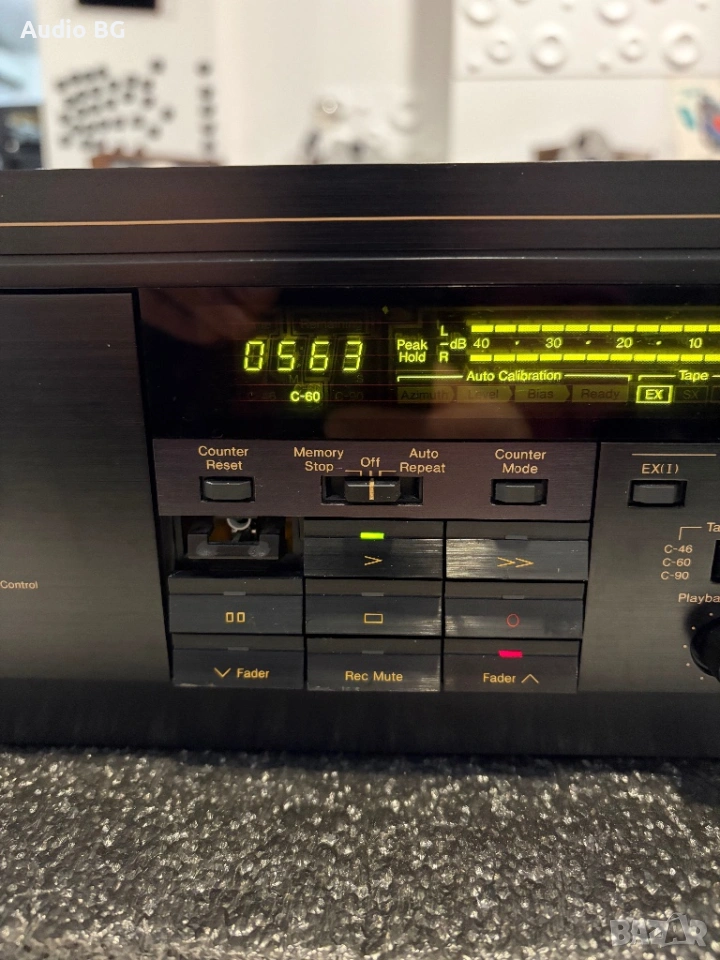 Audio BG
0563
C-60
Peak Hold
L
-dB
R
40 · 30 · 20 · 10
Auto Calibration
Tape
Azimuth Level Bias Ready
EX
Counter Reset
Memory Stop
Off
Auto Repeat
Counter Mode
EX(I)
C-46
C-60
C-90
Control
Fader
Rec Mute
Fader
BAZAR